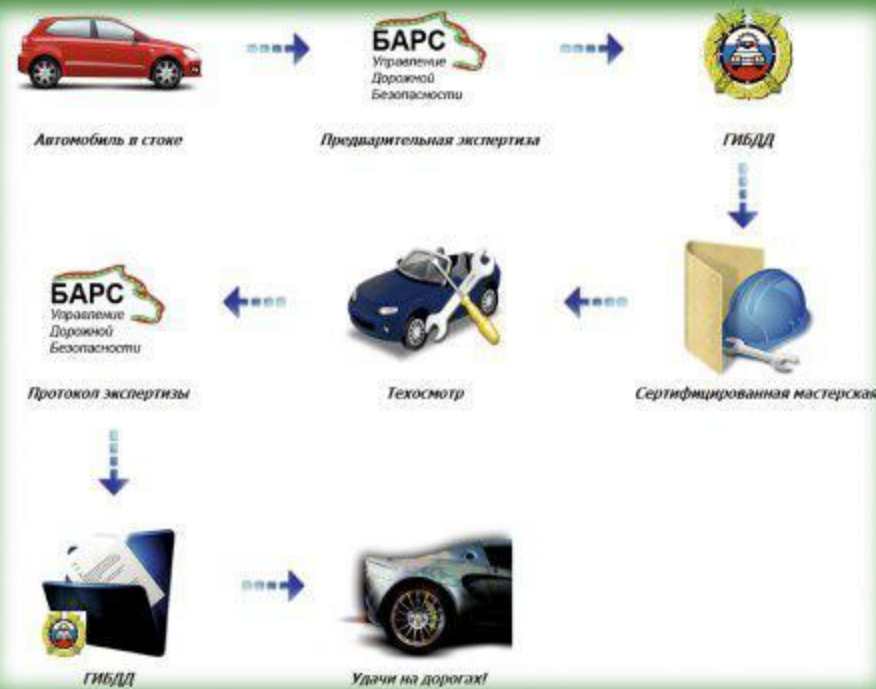 БАРС
Управление
Дорожной
Безопасности
Автомобиль в стоке
Предварительная экспертиза
ГИБДД
БАРС
Управление
Дорожной
Безопасности
Протокол экспертизы
Техосмотр
Сертифицированная мастерская
ГИБДД
Удачи на дорогах!